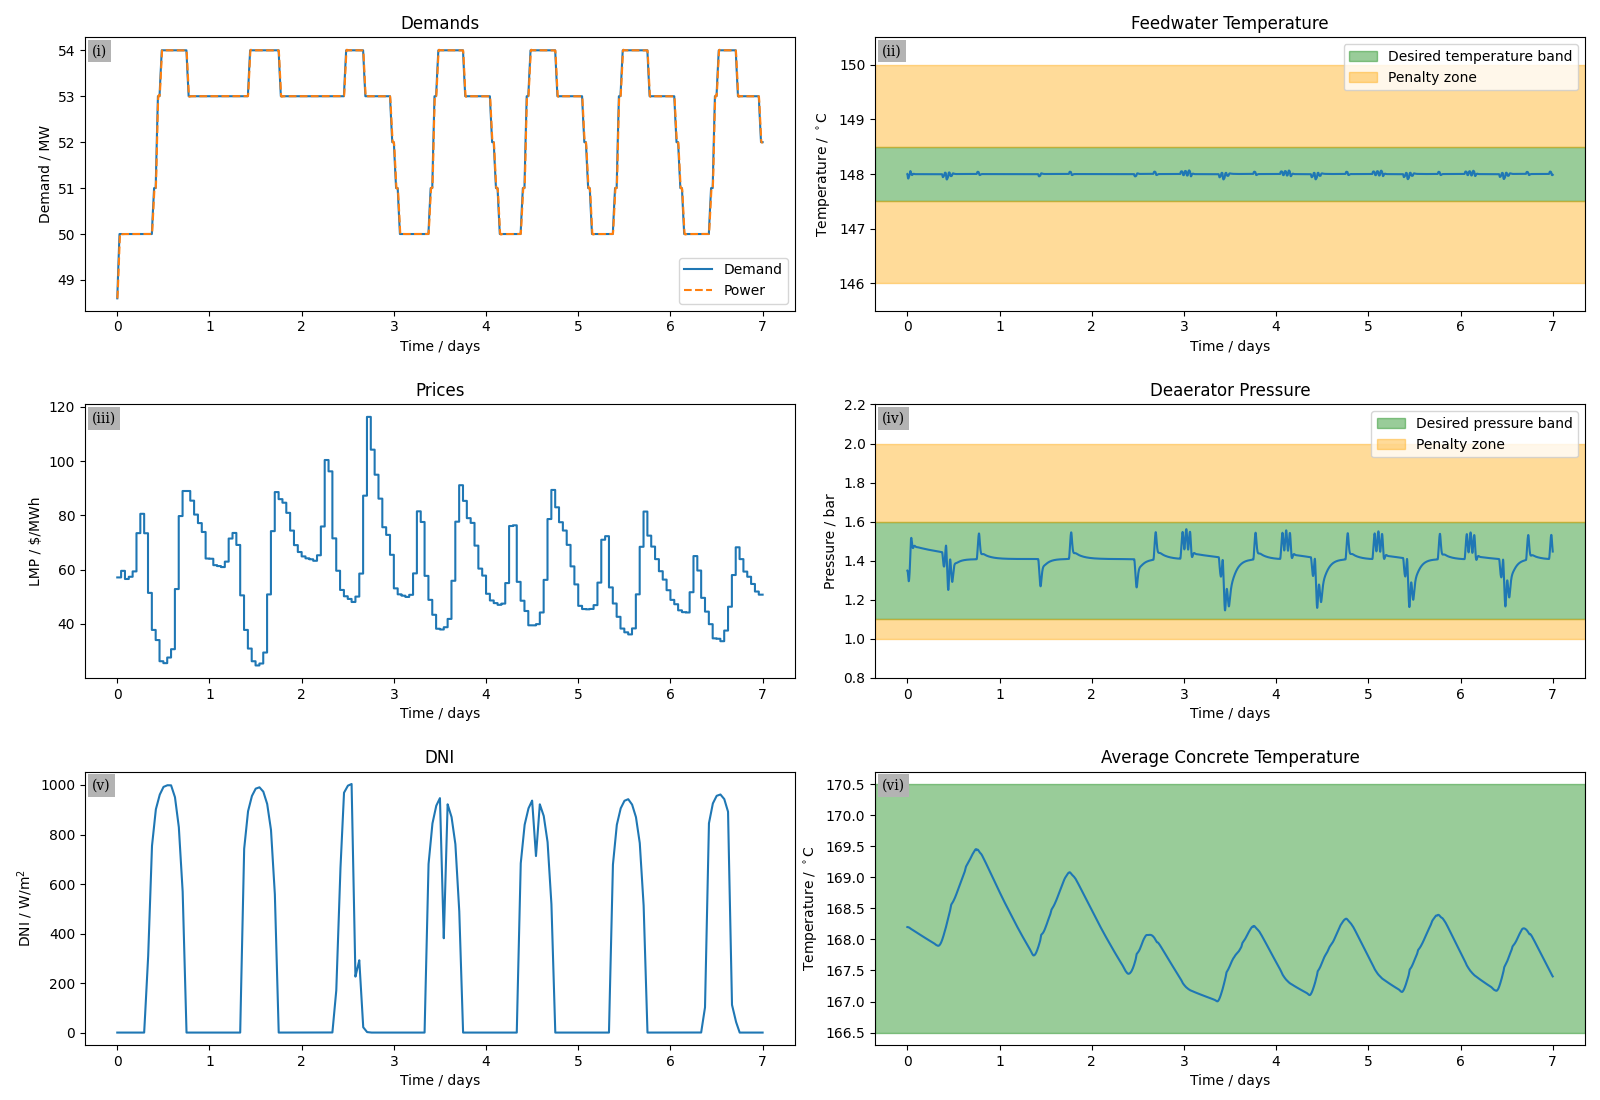 Demands
(i)
54
53
52
51
50
49
Demand / MW
Demand
Power
0 1 2 3 4 5 6 7
Time / days
Feedwater Temperature
(ii)
Desired temperature band
Penalty zone
150
149
148
147
146
Temperature / °C
0 1 2 3 4 5 6 7
Time / days
Prices
(iii)
120
100
80
60
40
LMP / $/MWh
0 1 2 3 4 5 6 7
Time / days
Deaerator Pressure
(iv)
Desired pressure band
Penalty zone
2.2
2.0
1.8
1.6
1.4
1.2
1.0
0.8
Pressure / bar
0 1 2 3 4 5 6 7
Time / days
DNI
(v)
1000
800
600
400
200
0
DNI / W/m²
0 1 2 3 4 5 6 7
Time / days
Average Concrete Temperature
(vi)
170.5
170.0
169.5
169.0
168.5
168.0
167.5
167.0
166.5
Temperature / °C
0 1 2 3 4 5 6 7
Time / days